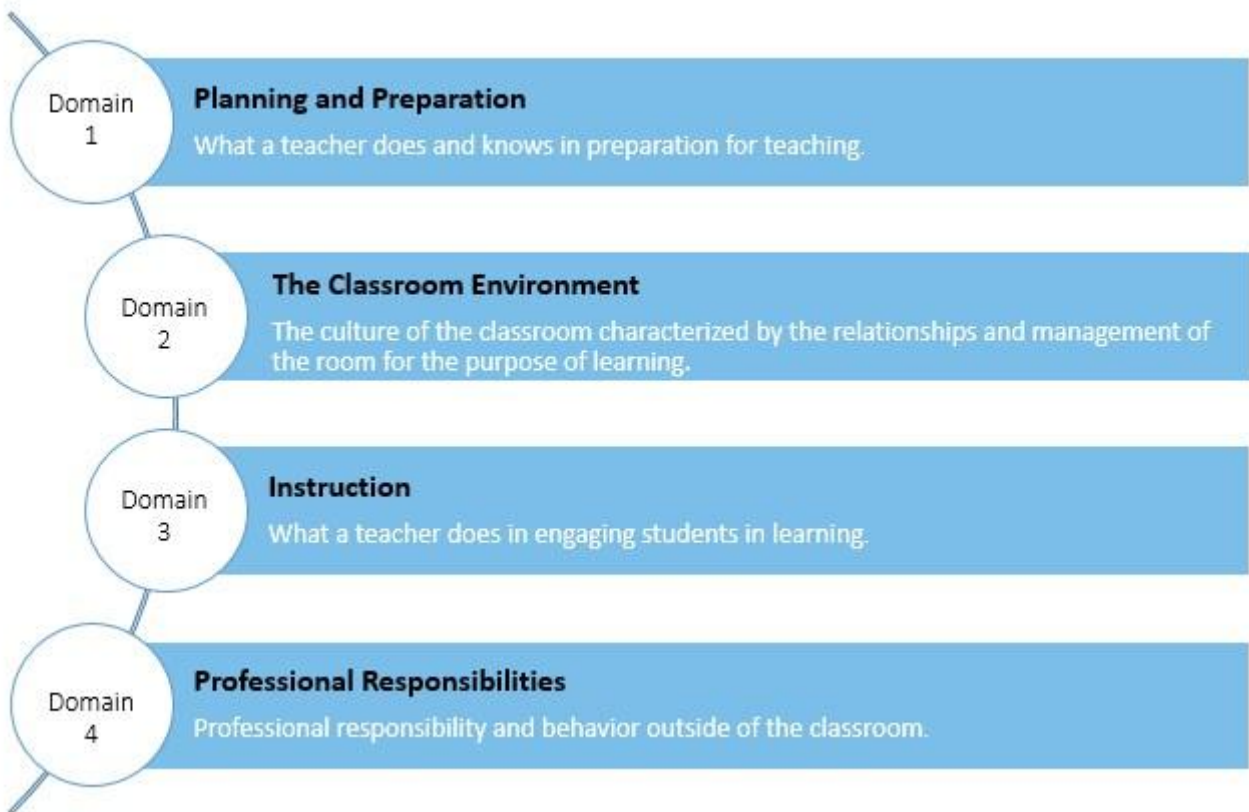 Domain
1
Planning and Preparation
What a teacher does and knows in preparation for teaching.
Domain
2
The Classroom Environment
The culture of the classroom characterized by the relationships and management of
the room for the purpose of learning.
Domain
3
Instruction
What a teacher does in engaging students in learning.
Domain
4
Professional Responsibilities
Professional responsibility and behavior outside of the classroom.